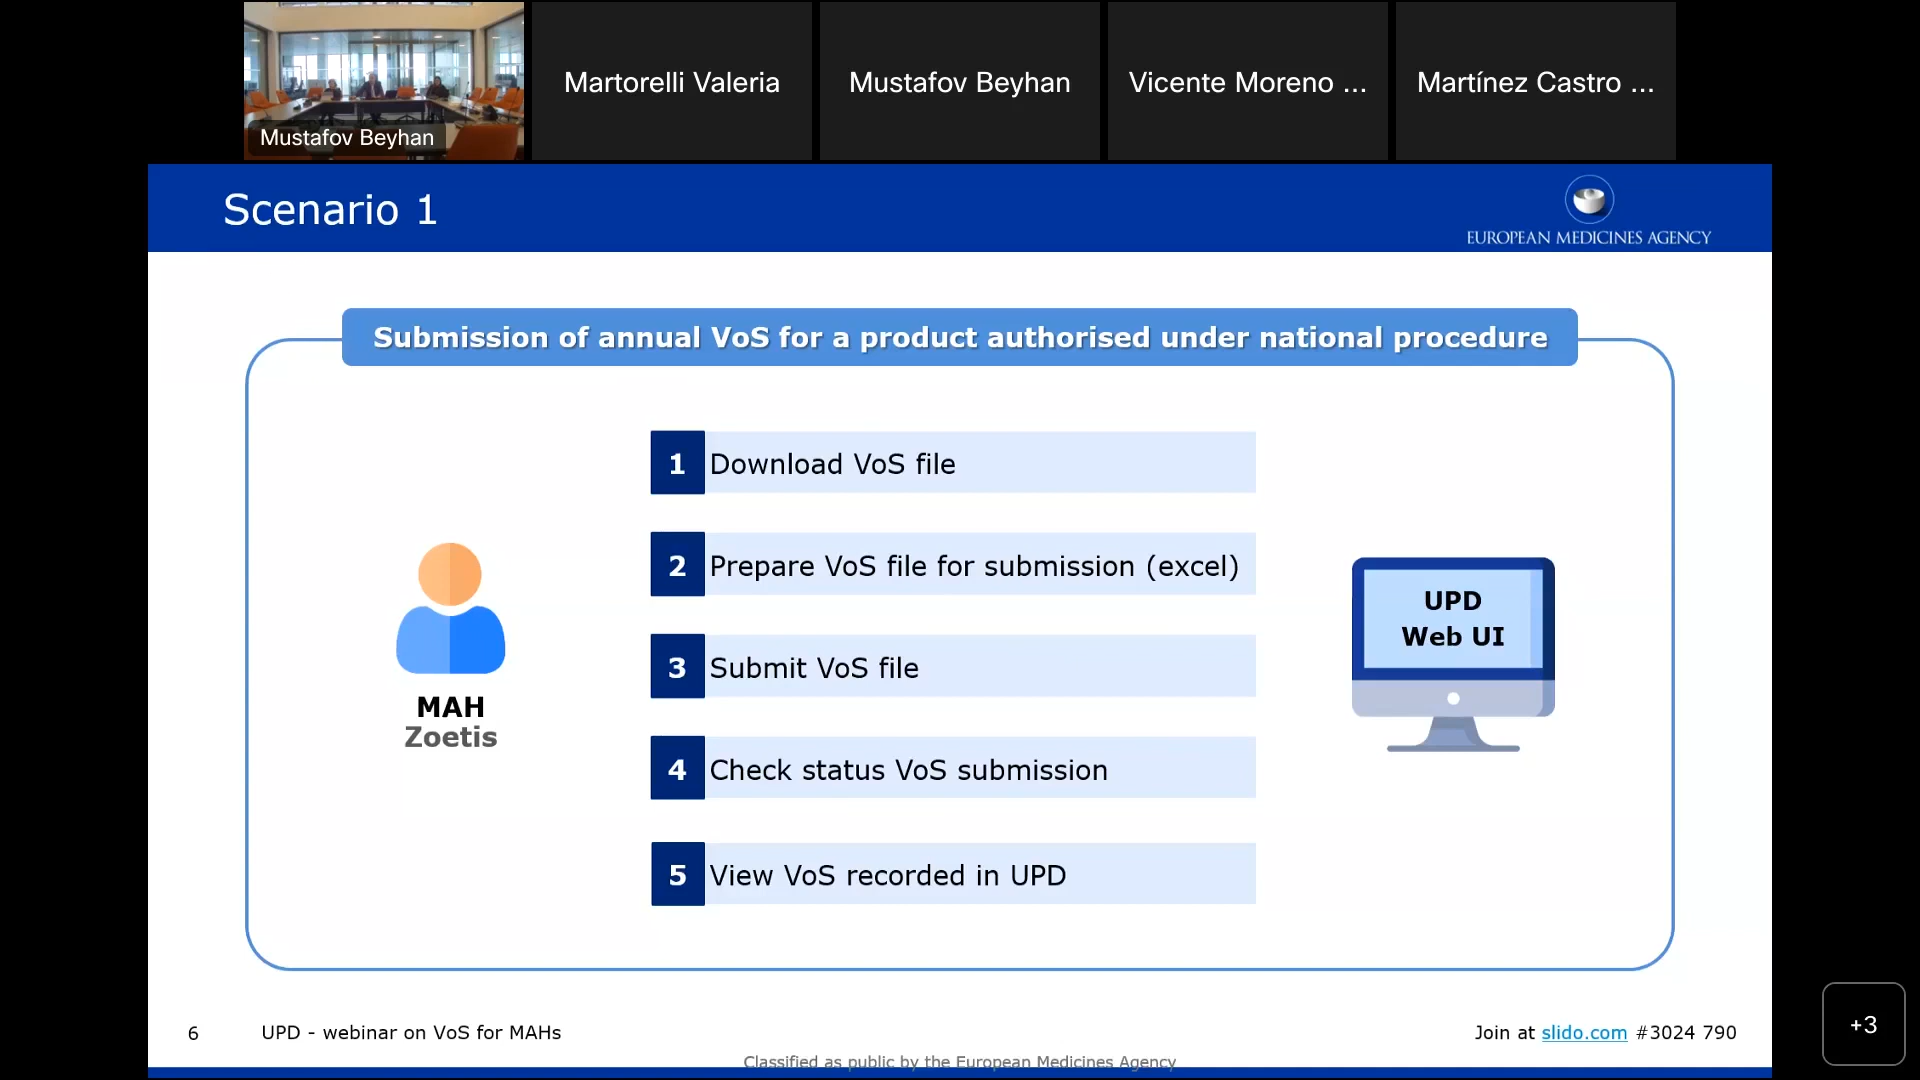 Mustafov Beyhan
Martorelli Valeria
Mustafov Beyhan
Vicente Moreno ...
Martínez Castro ...
Scenario 1
EUROPEAN MEDICINES AGENCY
Submission of annual VoS for a product authorised under national procedure
1 Download VoS file
2 Prepare VoS file for submission (excel)
3 Submit VoS file
4 Check status VoS submission
5 View VoS recorded in UPD
MAH
Zoetis
UPD
Web UI
6 UPD - webinar on VoS for MAHs
Join at slido.com #3024 790
Classified as public by the European Medicines Agency
+3